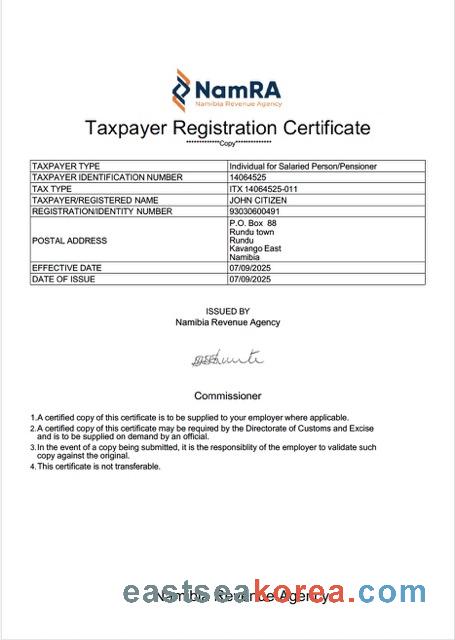 NamRA
Namibia Revenue Agency
Taxpayer Registration Certificate
*************Copy**************
TAXPAYER TYPE Individual for Salaried Person/Pensioner
TAXPAYER IDENTIFICATION NUMBER 14064525
TAX TYPE ITX 14064525-011
TAXPAYER/REGISTERED NAME JOHN CITIZEN
REGISTRATION/IDENTITY NUMBER 93030600491
POSTAL ADDRESS P.O. Box 88
Rundu town
Rundu
Kavango East
Namibia
EFFECTIVE DATE 07/09/2025
DATE OF ISSUE 07/09/2025
ISSUED BY
Namibia Revenue Agency
Commissioner
1. A certified copy of this certificate is to be supplied to your employer where applicable.
2. A certified copy of this certificate may be required by the Directorate of Customs and Excise
and is to be supplied on demand by an official.
3. In the event of a copy being submitted, it is the responsiblity of the employer to validate such
copy against the original.
4. This certificate is not transferable.
Namibia Revenue Agency
eastseakorea.com